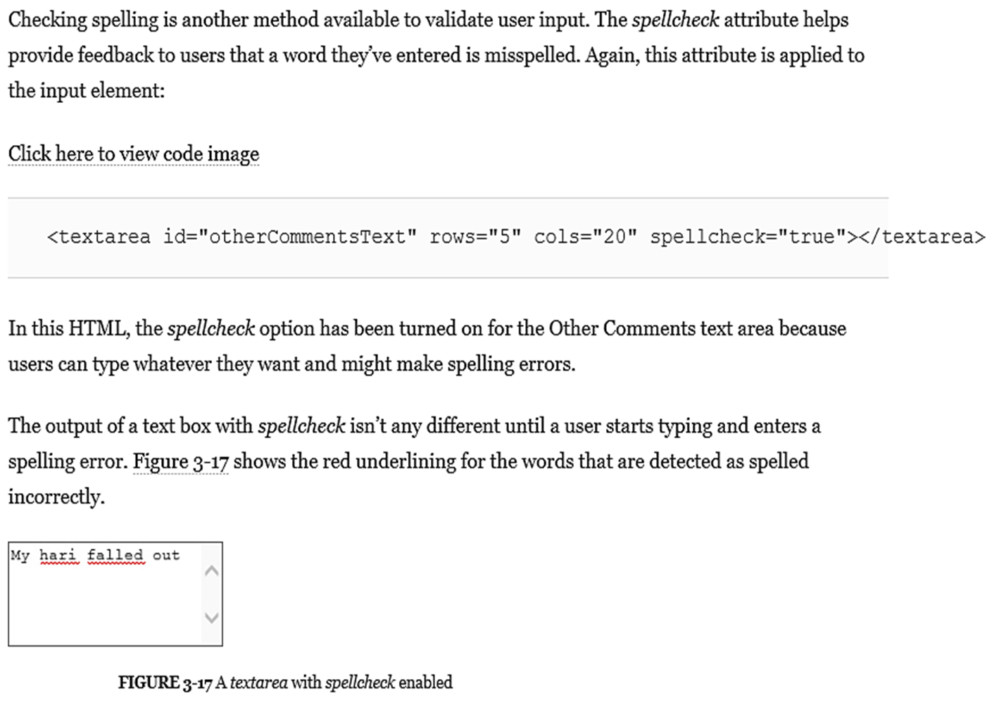 Checking spelling is another method available to validate user input. The spellcheck attribute helps
provide feedback to users that a word they’ve entered is misspelled. Again, this attribute is applied to
the input element:
Click here to view code image
<textarea id="otherCommentsText" rows="5" cols="20" spellcheck="true"></textarea>
In this HTML, the spellcheck option has been turned on for the Other Comments text area because
users can type whatever they want and might make spelling errors.
The output of a text box with spellcheck isn’t any different until a user starts typing and enters a
spelling error. Figure 3-17 shows the red underlining for the words that are detected as spelled
incorrectly.
My hari falled out
FIGURE 3-17 A textarea with spellcheck enabled